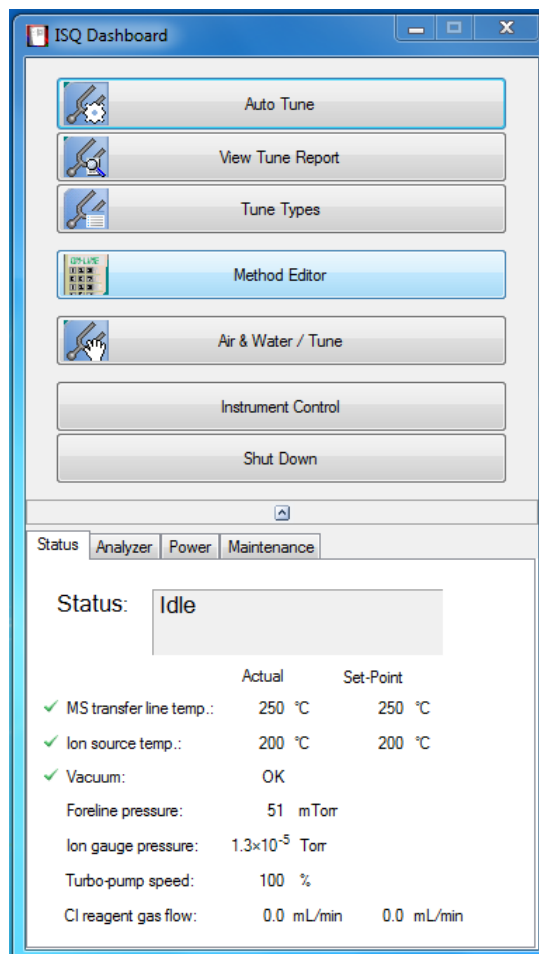 ISQ Dashboard
Auto Tune
View Tune Report
Tune Types
Method Editor
Air & Water / Tune
Instrument Control
Shut Down
Status Analyzer Power Maintenance
Status: Idle
Actual Set-Point
MS transfer line temp.: 250 °C 250 °C
Ion source temp.: 200 °C 200 °C
Vacuum: OK
Foreline pressure: 51 mTorr
Ion gauge pressure: 1.3×10⁻⁵ Torr
Turbo-pump speed: 100 %
CI reagent gas flow: 0.0 mL/min 0.0 mL/min